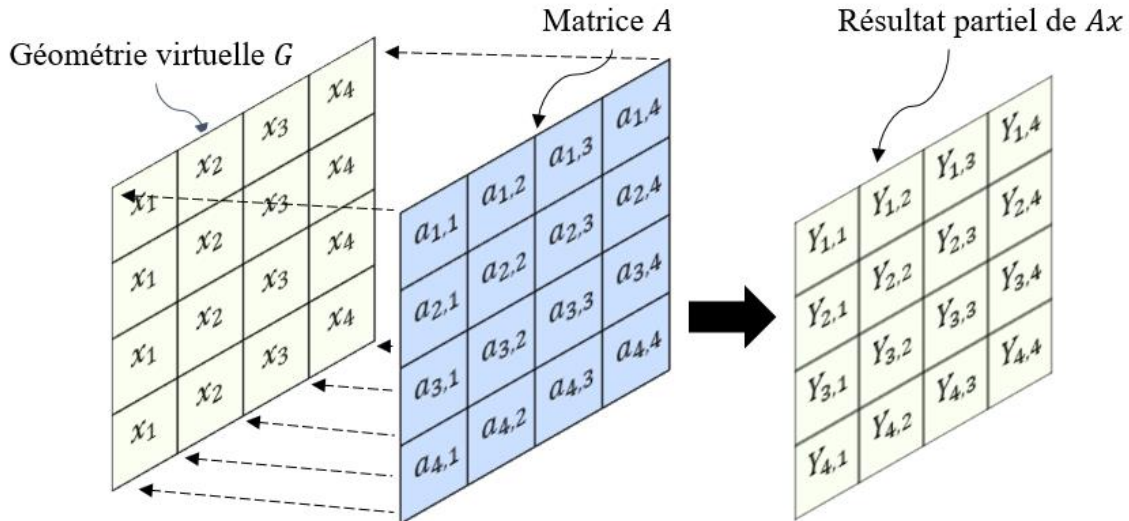 Géométrie virtuelle G
Matrice A
Résultat partiel de Ax
x1 x2 x3 x4
x1 x2 x3 x4
x1 x2 x3 x4
x1 x2 x3 x4
a1,1 a1,2 a1,3 a1,4
a2,1 a2,2 a2,3 a2,4
a3,1 a3,2 a3,3 a3,4
a4,1 a4,2 a4,3 a4,4
Y1,1 Y1,2 Y1,3 Y1,4
Y2,1 Y2,2 Y2,3 Y2,4
Y3,1 Y3,2 Y3,3 Y3,4
Y4,1 Y4,2 Y4,3 Y4,4